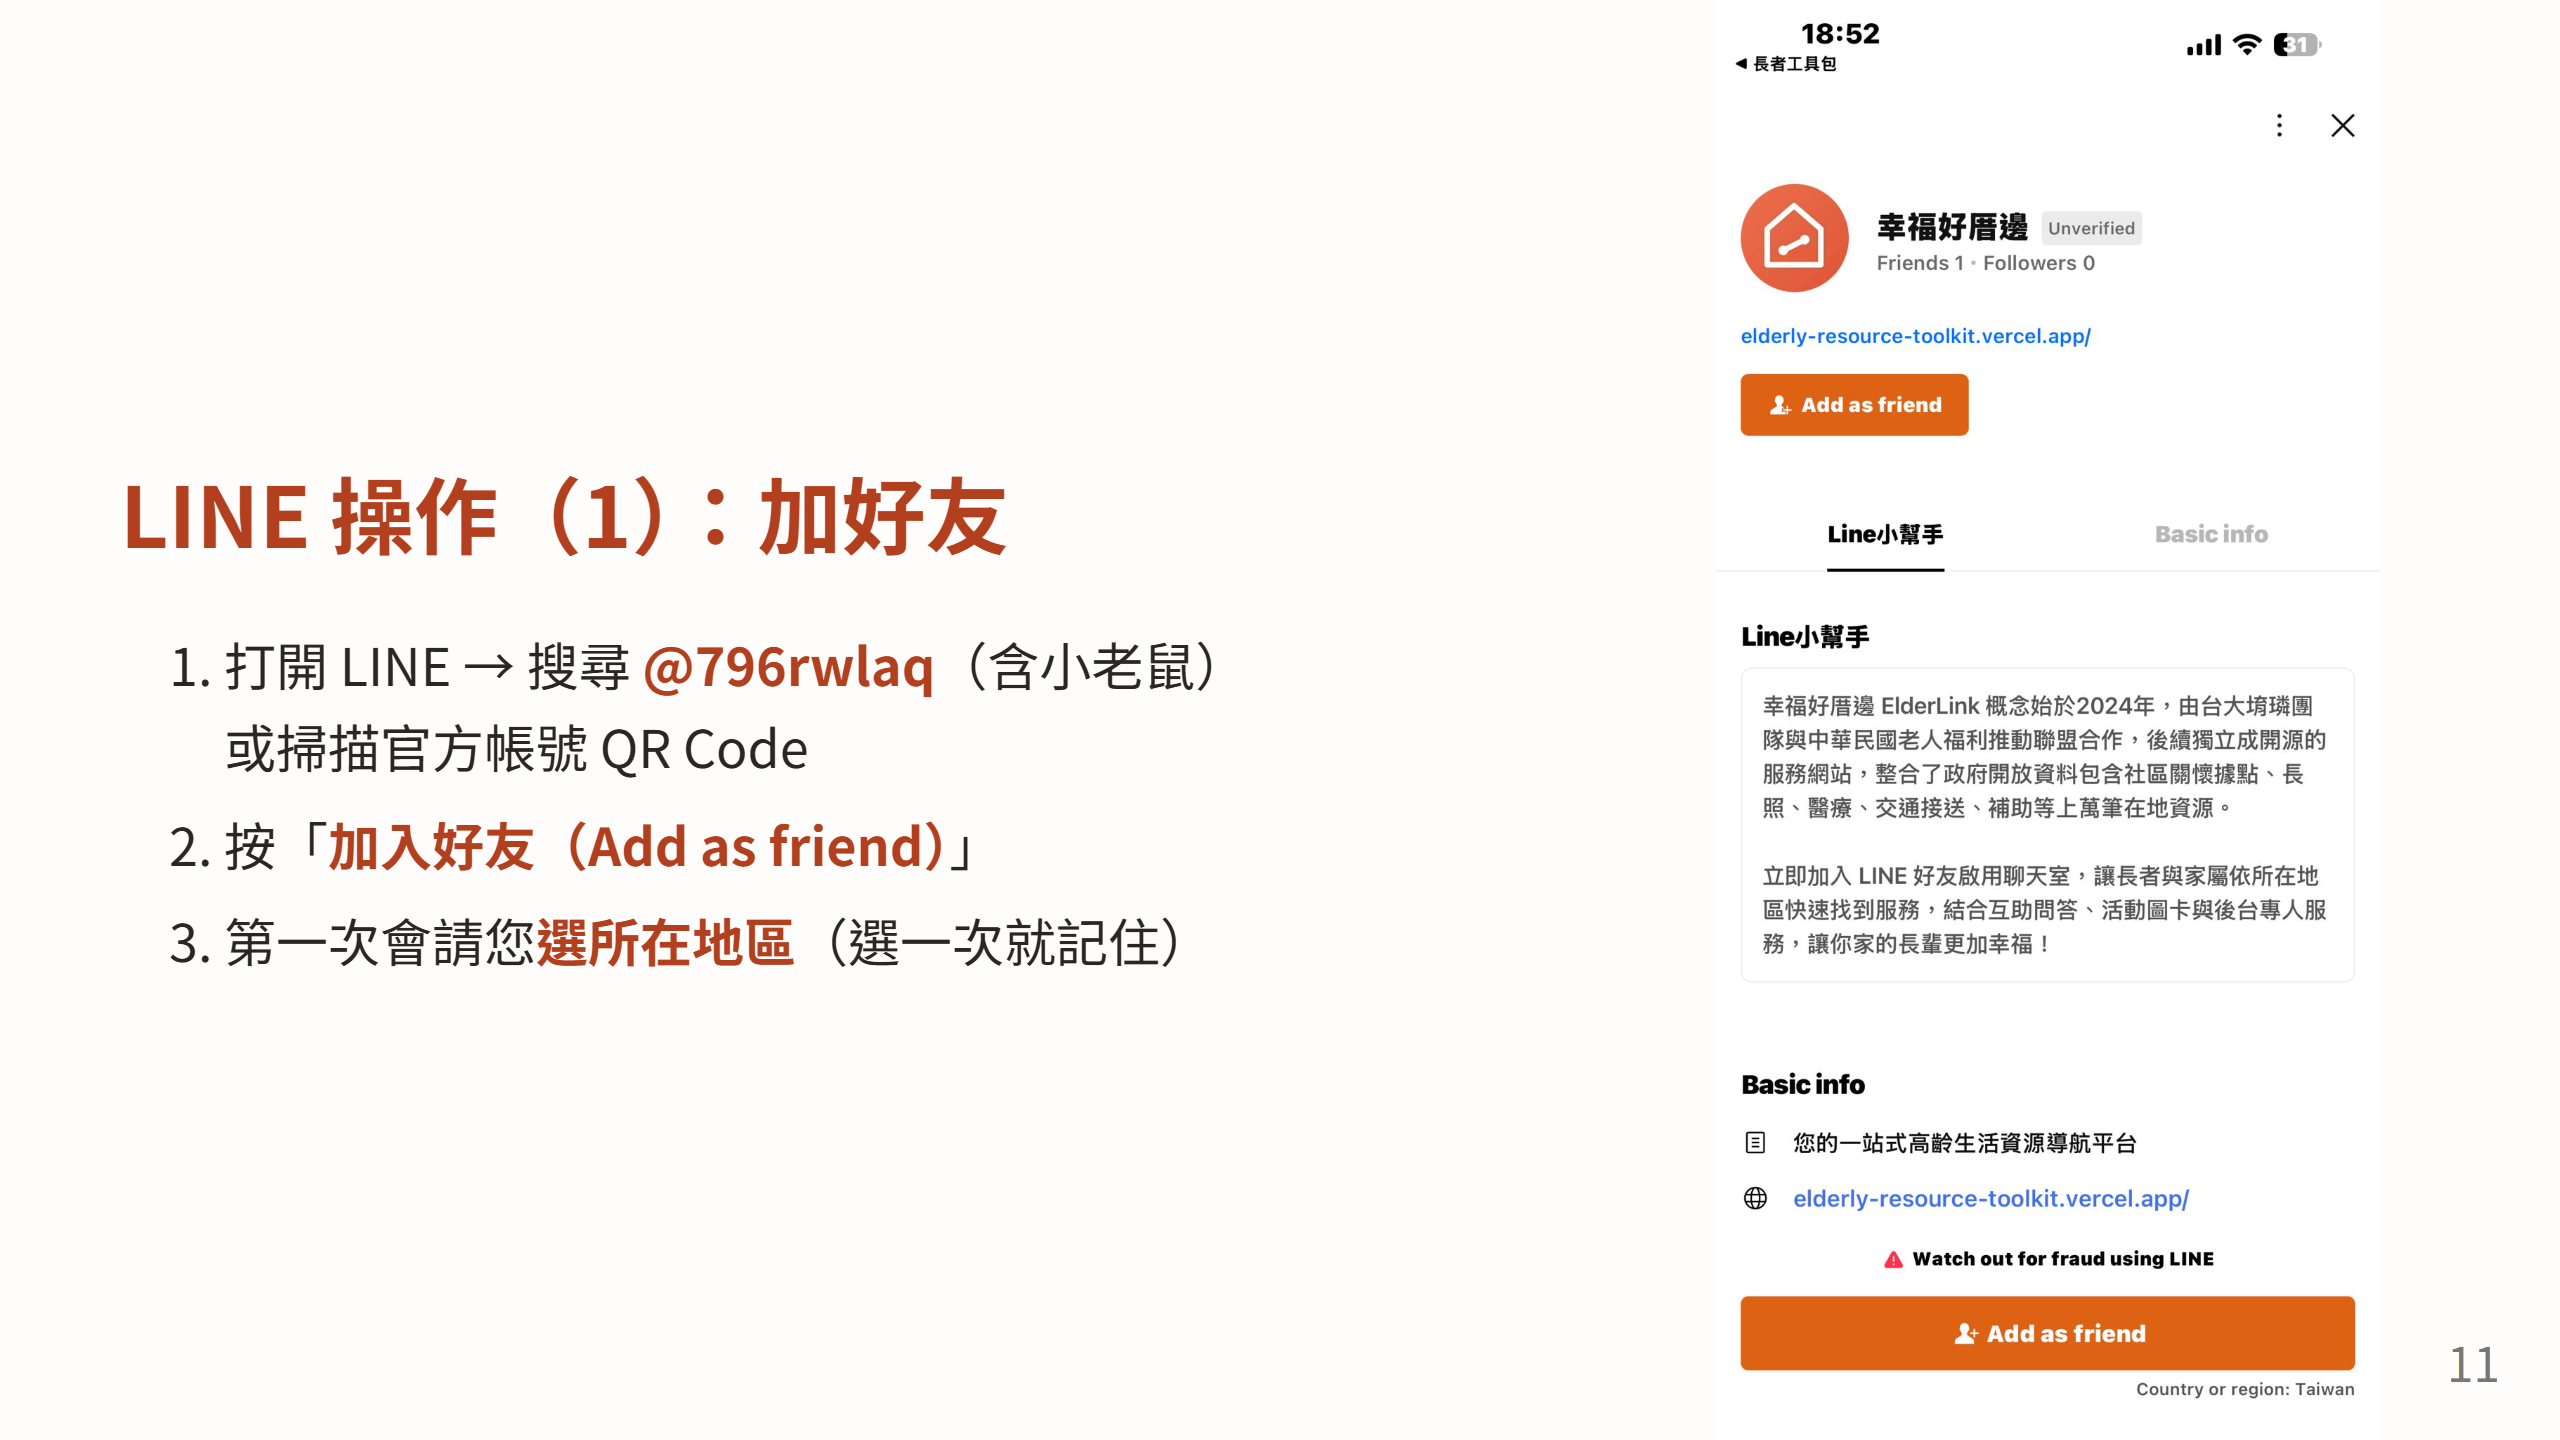 LINE 操作（1）：加好友
1. 打開 LINE → 搜尋 @796rwlaq（含小老鼠）
或掃描官方帳號 QR Code
2. 按「加入好友（Add as friend）」
3. 第一次會請您選所在地區（選一次就記住）
18:52
31
◀ 長者工具包
幸福好厝邊 Unverified
Friends 1 • Followers 0
elderly-resource-toolkit.vercel.app/
Add as friend
Line小幫手 Basic info
Line小幫手
幸福好厝邊 ElderLink 概念始於2024年，由台大堉璘團
隊與中華民國老人福利推動聯盟合作，後續獨立成開源的
服務網站，整合了政府開放資料包含社區關懷據點、長
照、醫療、交通接送、補助等上萬筆在地資源。
立即加入 LINE 好友啟用聊天室，讓長者與家屬依所在地
區快速找到服務，結合互助問答、活動圖卡與後台專人服
務，讓你家的長輩更加幸福！
Basic info
您的一站式高齡生活資源導航平台
elderly-resource-toolkit.vercel.app/
Watch out for fraud using LINE
Add as friend
Country or region: Taiwan
11